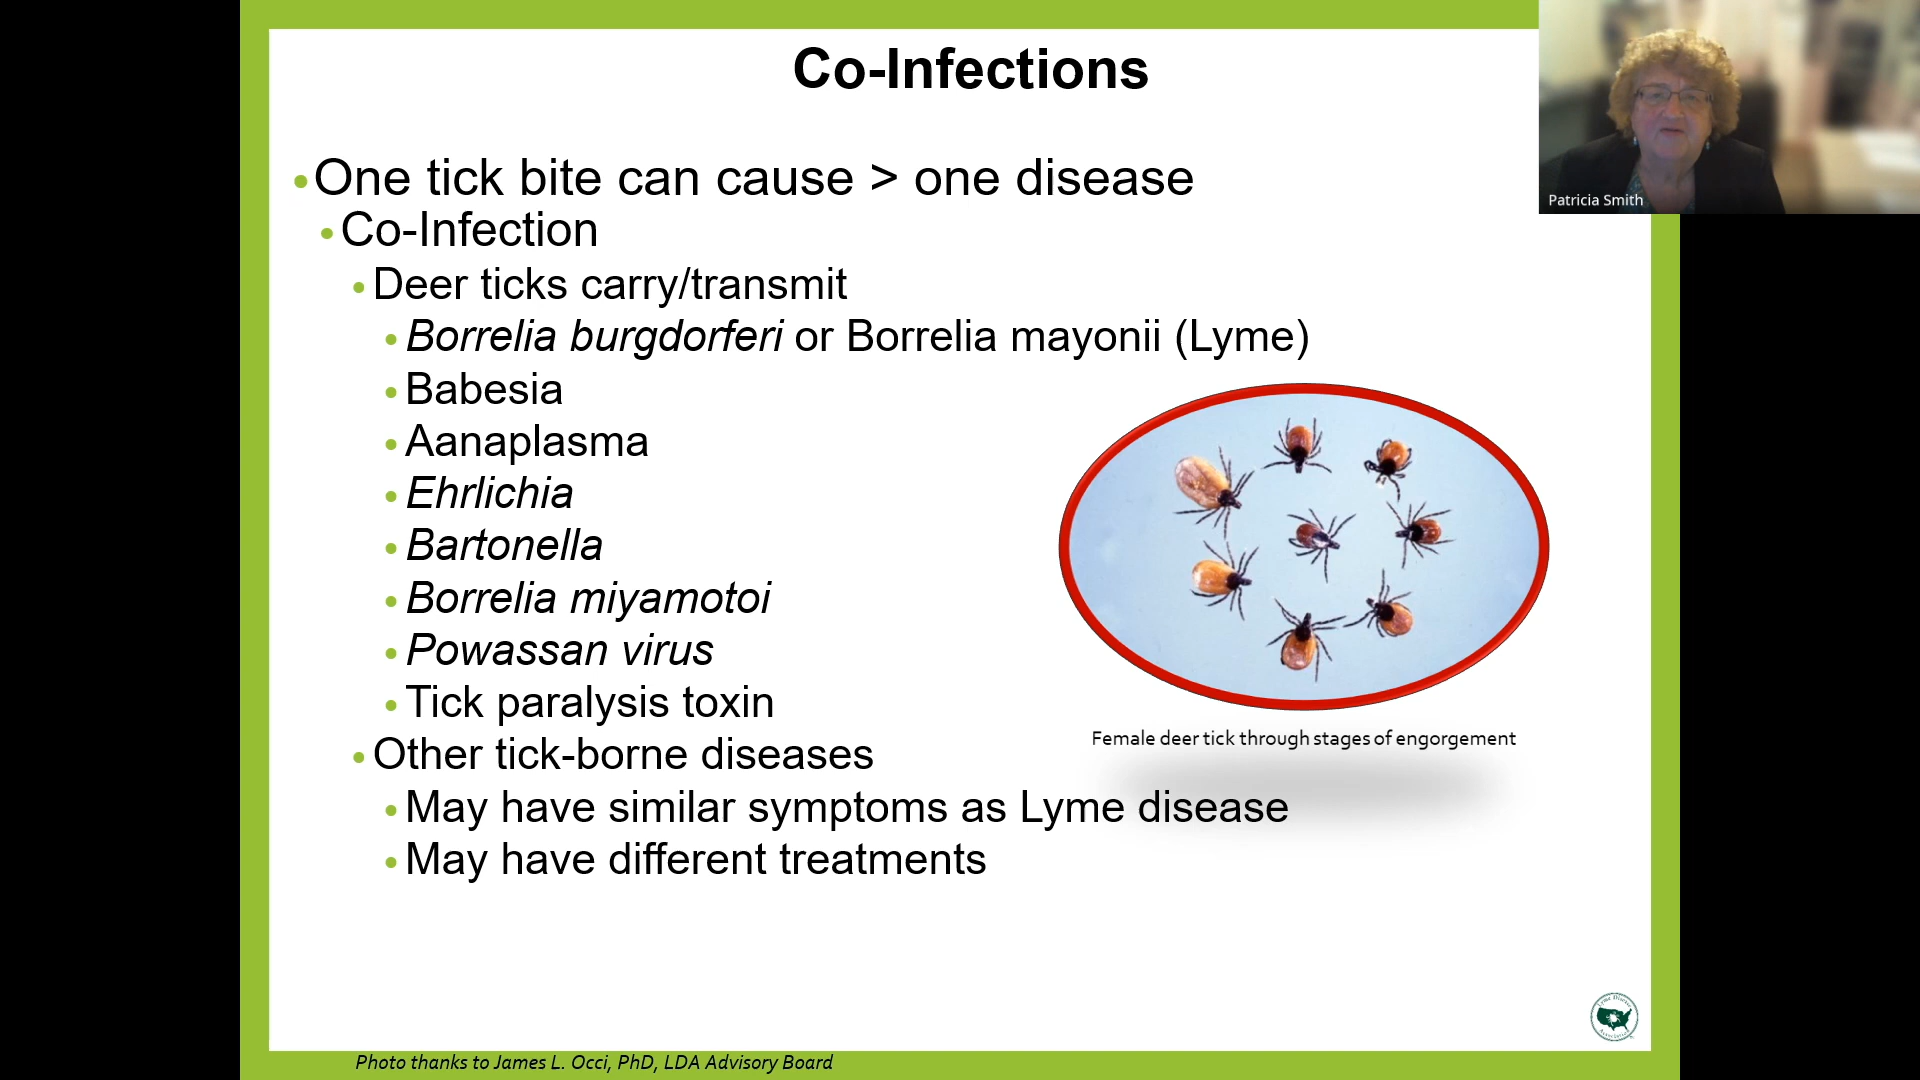 Co-Infections
Patricia Smith
•One tick bite can cause > one disease
•Co-Infection
•Deer ticks carry/transmit
•Borrelia burgdorferi or Borrelia mayonii (Lyme)
•Babesia
•Aanaplasma
•Ehrlichia
•Bartonella
•Borrelia miyamotoi
•Powassan virus
•Tick paralysis toxin
Female deer tick through stages of engorgement
•Other tick-borne diseases
•May have similar symptoms as Lyme disease
•May have different treatments
Lyme Disease
Association
Photo thanks to James L. Occi, PhD, LDA Advisory Board